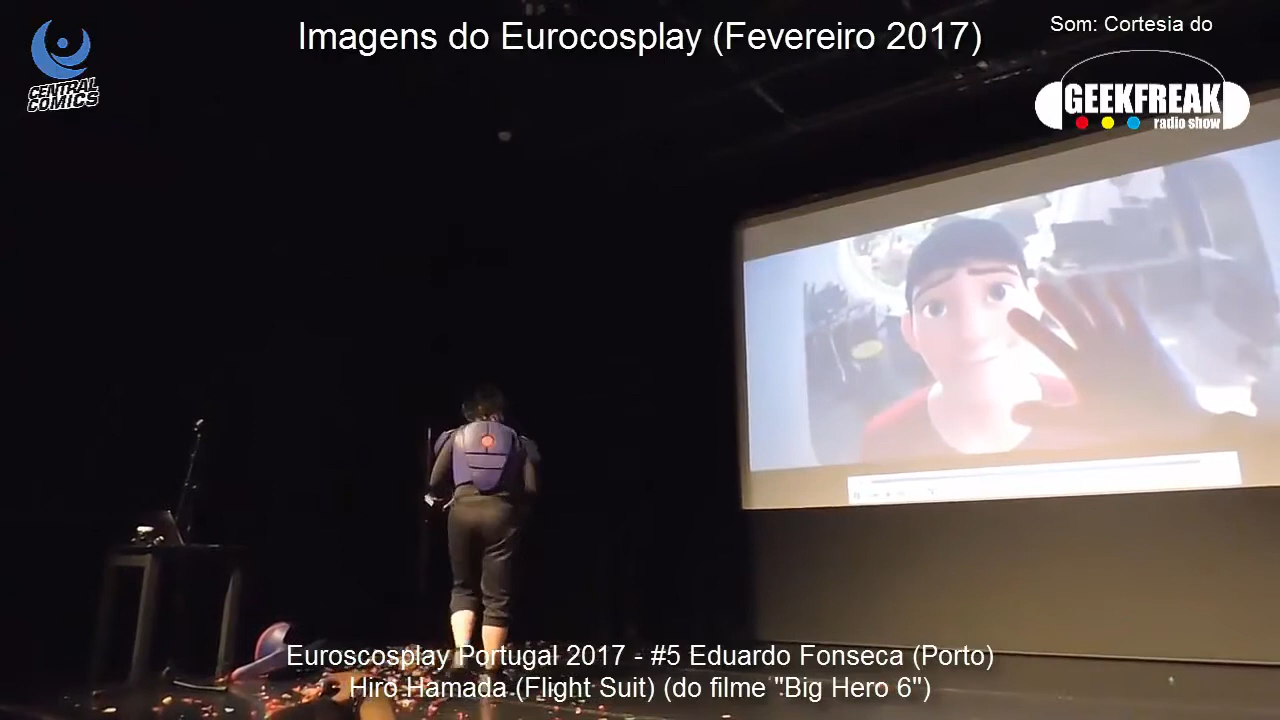 Imagens do Eurocosplay (Fevereiro 2017)
Som: Cortesia do
CENTRAL
COMICS
GEEKFREAK
radio show
Euroscosplay Portugal 2017 - #5 Eduardo Fonseca (Porto)
Hiro Hamada (Flight Suit) (do filme "Big Hero 6")